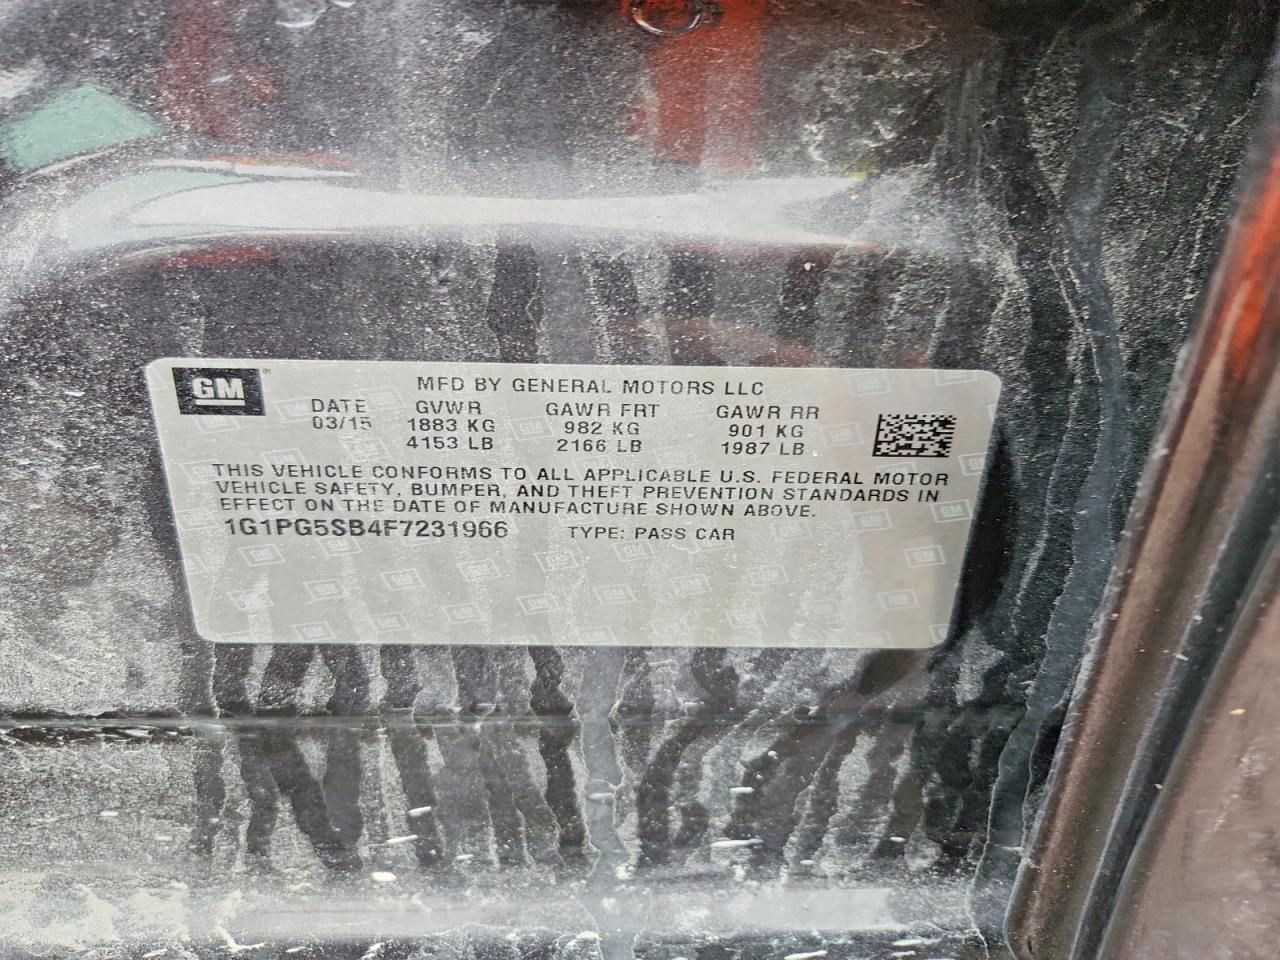 GM
MFD BY GENERAL MOTORS LLC
DATE GVWR GAWR FRT GAWR RR
03/15 1883 KG 982 KG 901 KG
4153 LB 2166 LB 1987 LB
THIS VEHICLE CONFORMS TO ALL APPLICABLE U.S. FEDERAL MOTOR
VEHICLE SAFETY, BUMPER, AND THEFT PREVENTION STANDARDS IN
EFFECT ON THE DATE OF MANUFACTURE SHOWN ABOVE.
1G1PG5SB4F7231966 TYPE: PASS CAR